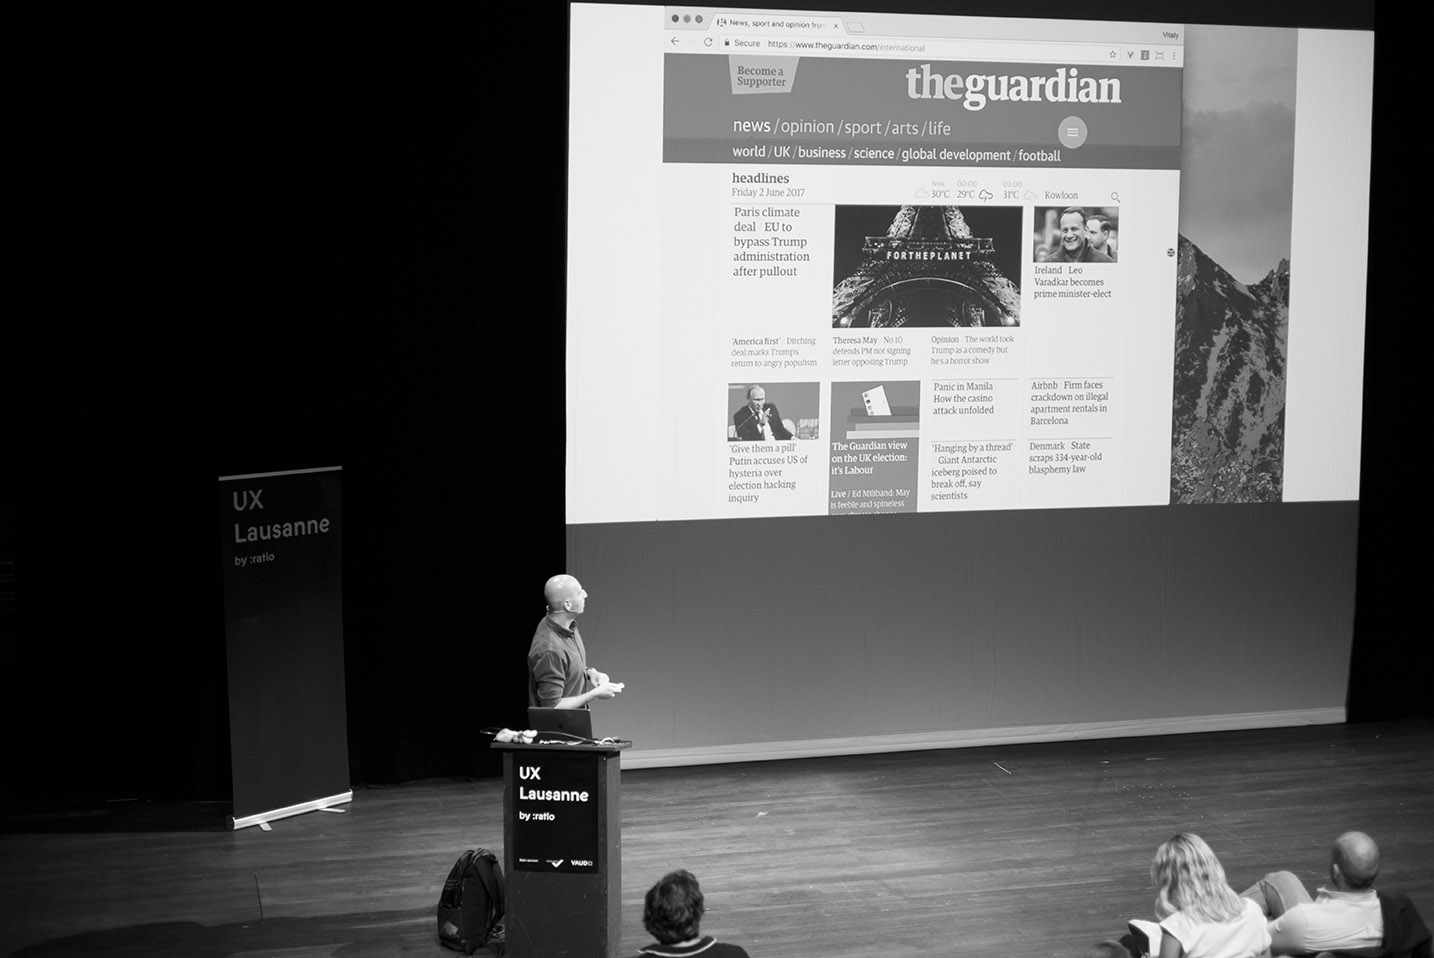 News, sport and opinion from
Vitaly
Secure https://www.theguardian.com/international
Become a
Supporter
theguardian
news / opinion / sport / arts / life
world / UK / business / science / global development / football
headlines
Friday 2 June 2017
Now 00:00 03:00
30°C 29°C 31°C Kowloon
Paris climate
deal EU to
bypass Trump
administration
after pullout
FORTHEPLANET
Ireland Leo
Varadkar becomes
prime minister-elect
'America first' Ditching
deal marks Trump's
return to angry populism
Theresa May No 10
defends PM not signing
letter opposing Trump
Opinion The world took
Trump as a comedy but
he's a horror show
'Give them a pill'
Putin accuses US of
hysteria over
election hacking
inquiry
The Guardian view
on the UK election:
it's Labour
Live / Ed Miliband: May
is feeble and spineless
Panic in Manila
How the casino
attack unfolded
'Hanging by a thread'
Giant Antarctic
iceberg poised to
break off, say
scientists
Airbnb Firm faces
crackdown on illegal
apartment rentals in
Barcelona
Denmark State
scraps 334-year-old
blasphemy law
UX
Lausanne
by :ratio
UX
Lausanne
by :ratio
VAUD